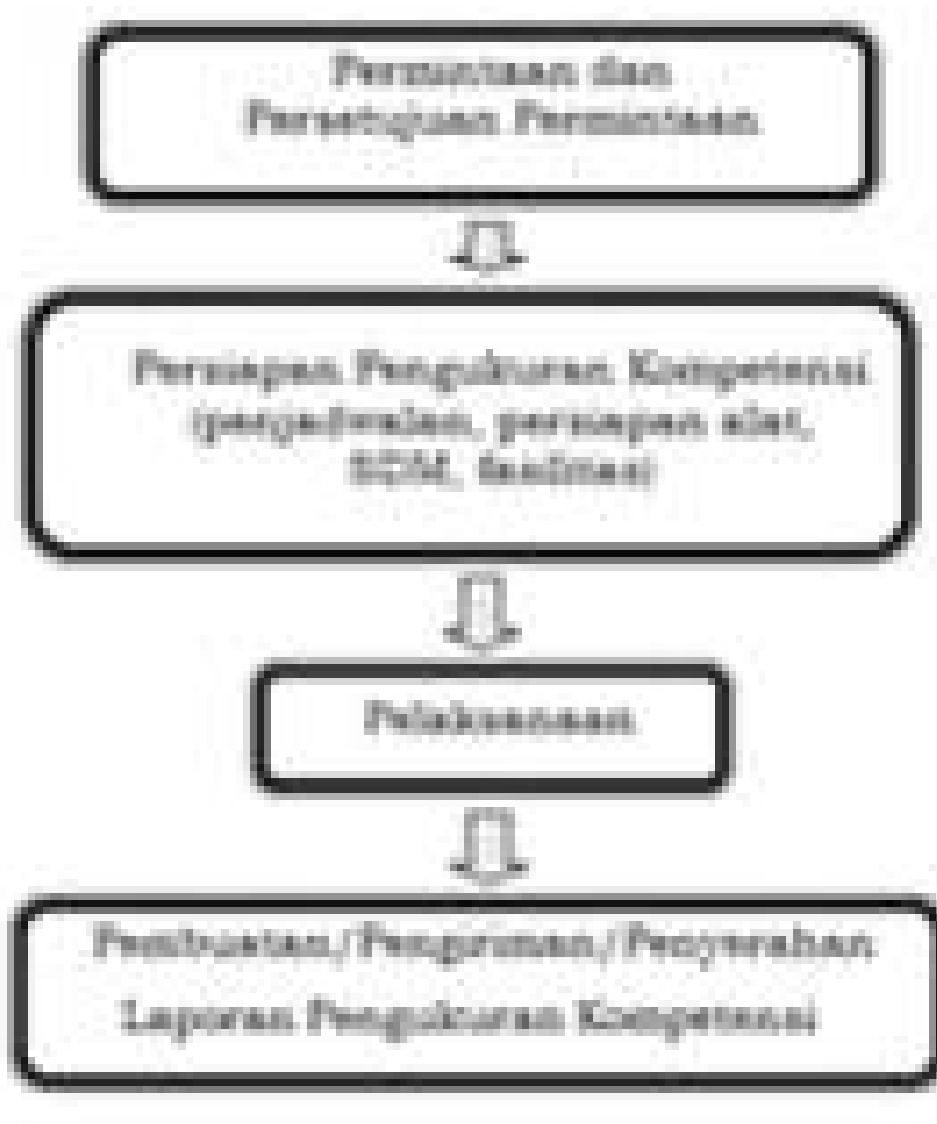 Permintaan dan
Persetujuan Permintaan
Persiapan Pengukuran Kompetensi
(penjadwalan, persiapan alat,
SDM, fasilitas)
Pelaksanaan
Pembuatan/Pengiriman/Penyerahan
Laporan Pengukuran Kompetensi